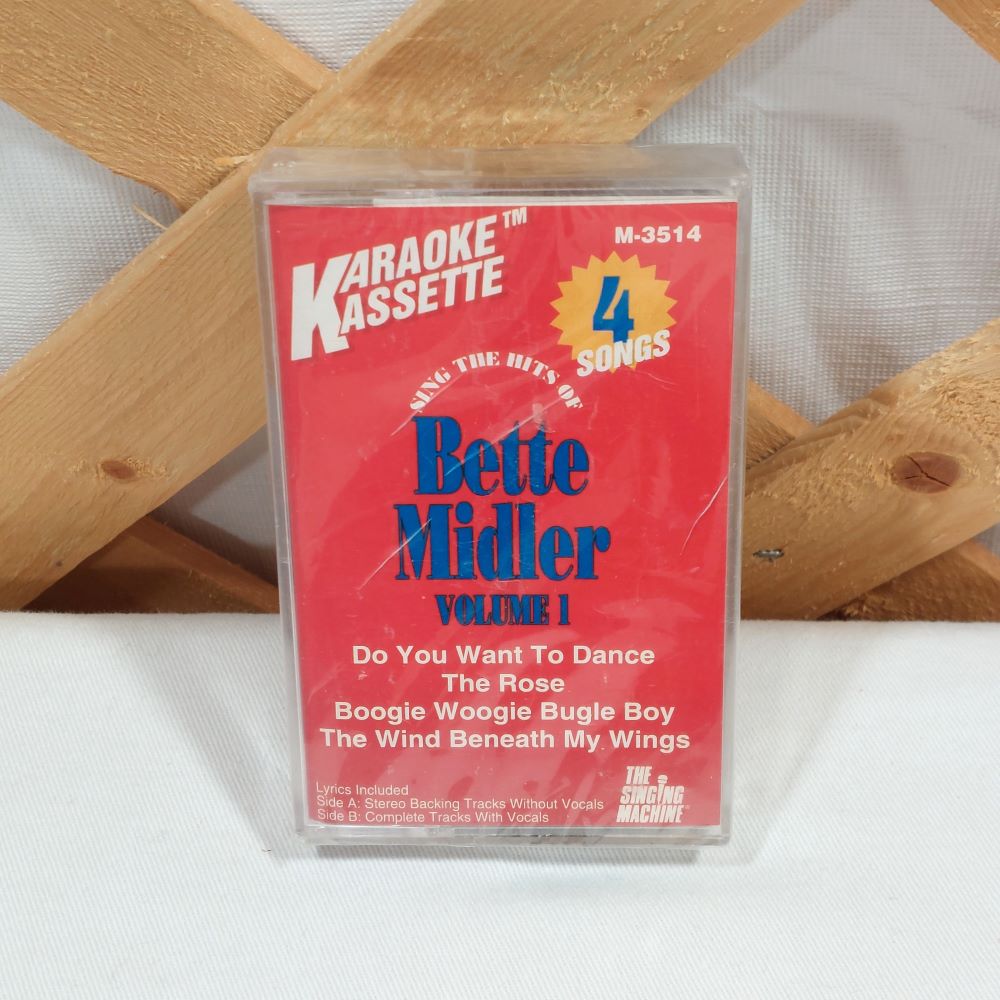 KARAOKE™
KASSETTE
M-3514
4
SONGS
SING THE HITS OF
Bette
Midler
VOLUME 1
Do You Want To Dance
The Rose
Boogie Woogie Bugle Boy
The Wind Beneath My Wings
Lyrics Included
Side A: Stereo Backing Tracks Without Vocals
Side B: Complete Tracks With Vocals
THE
SINGING
MACHINE®